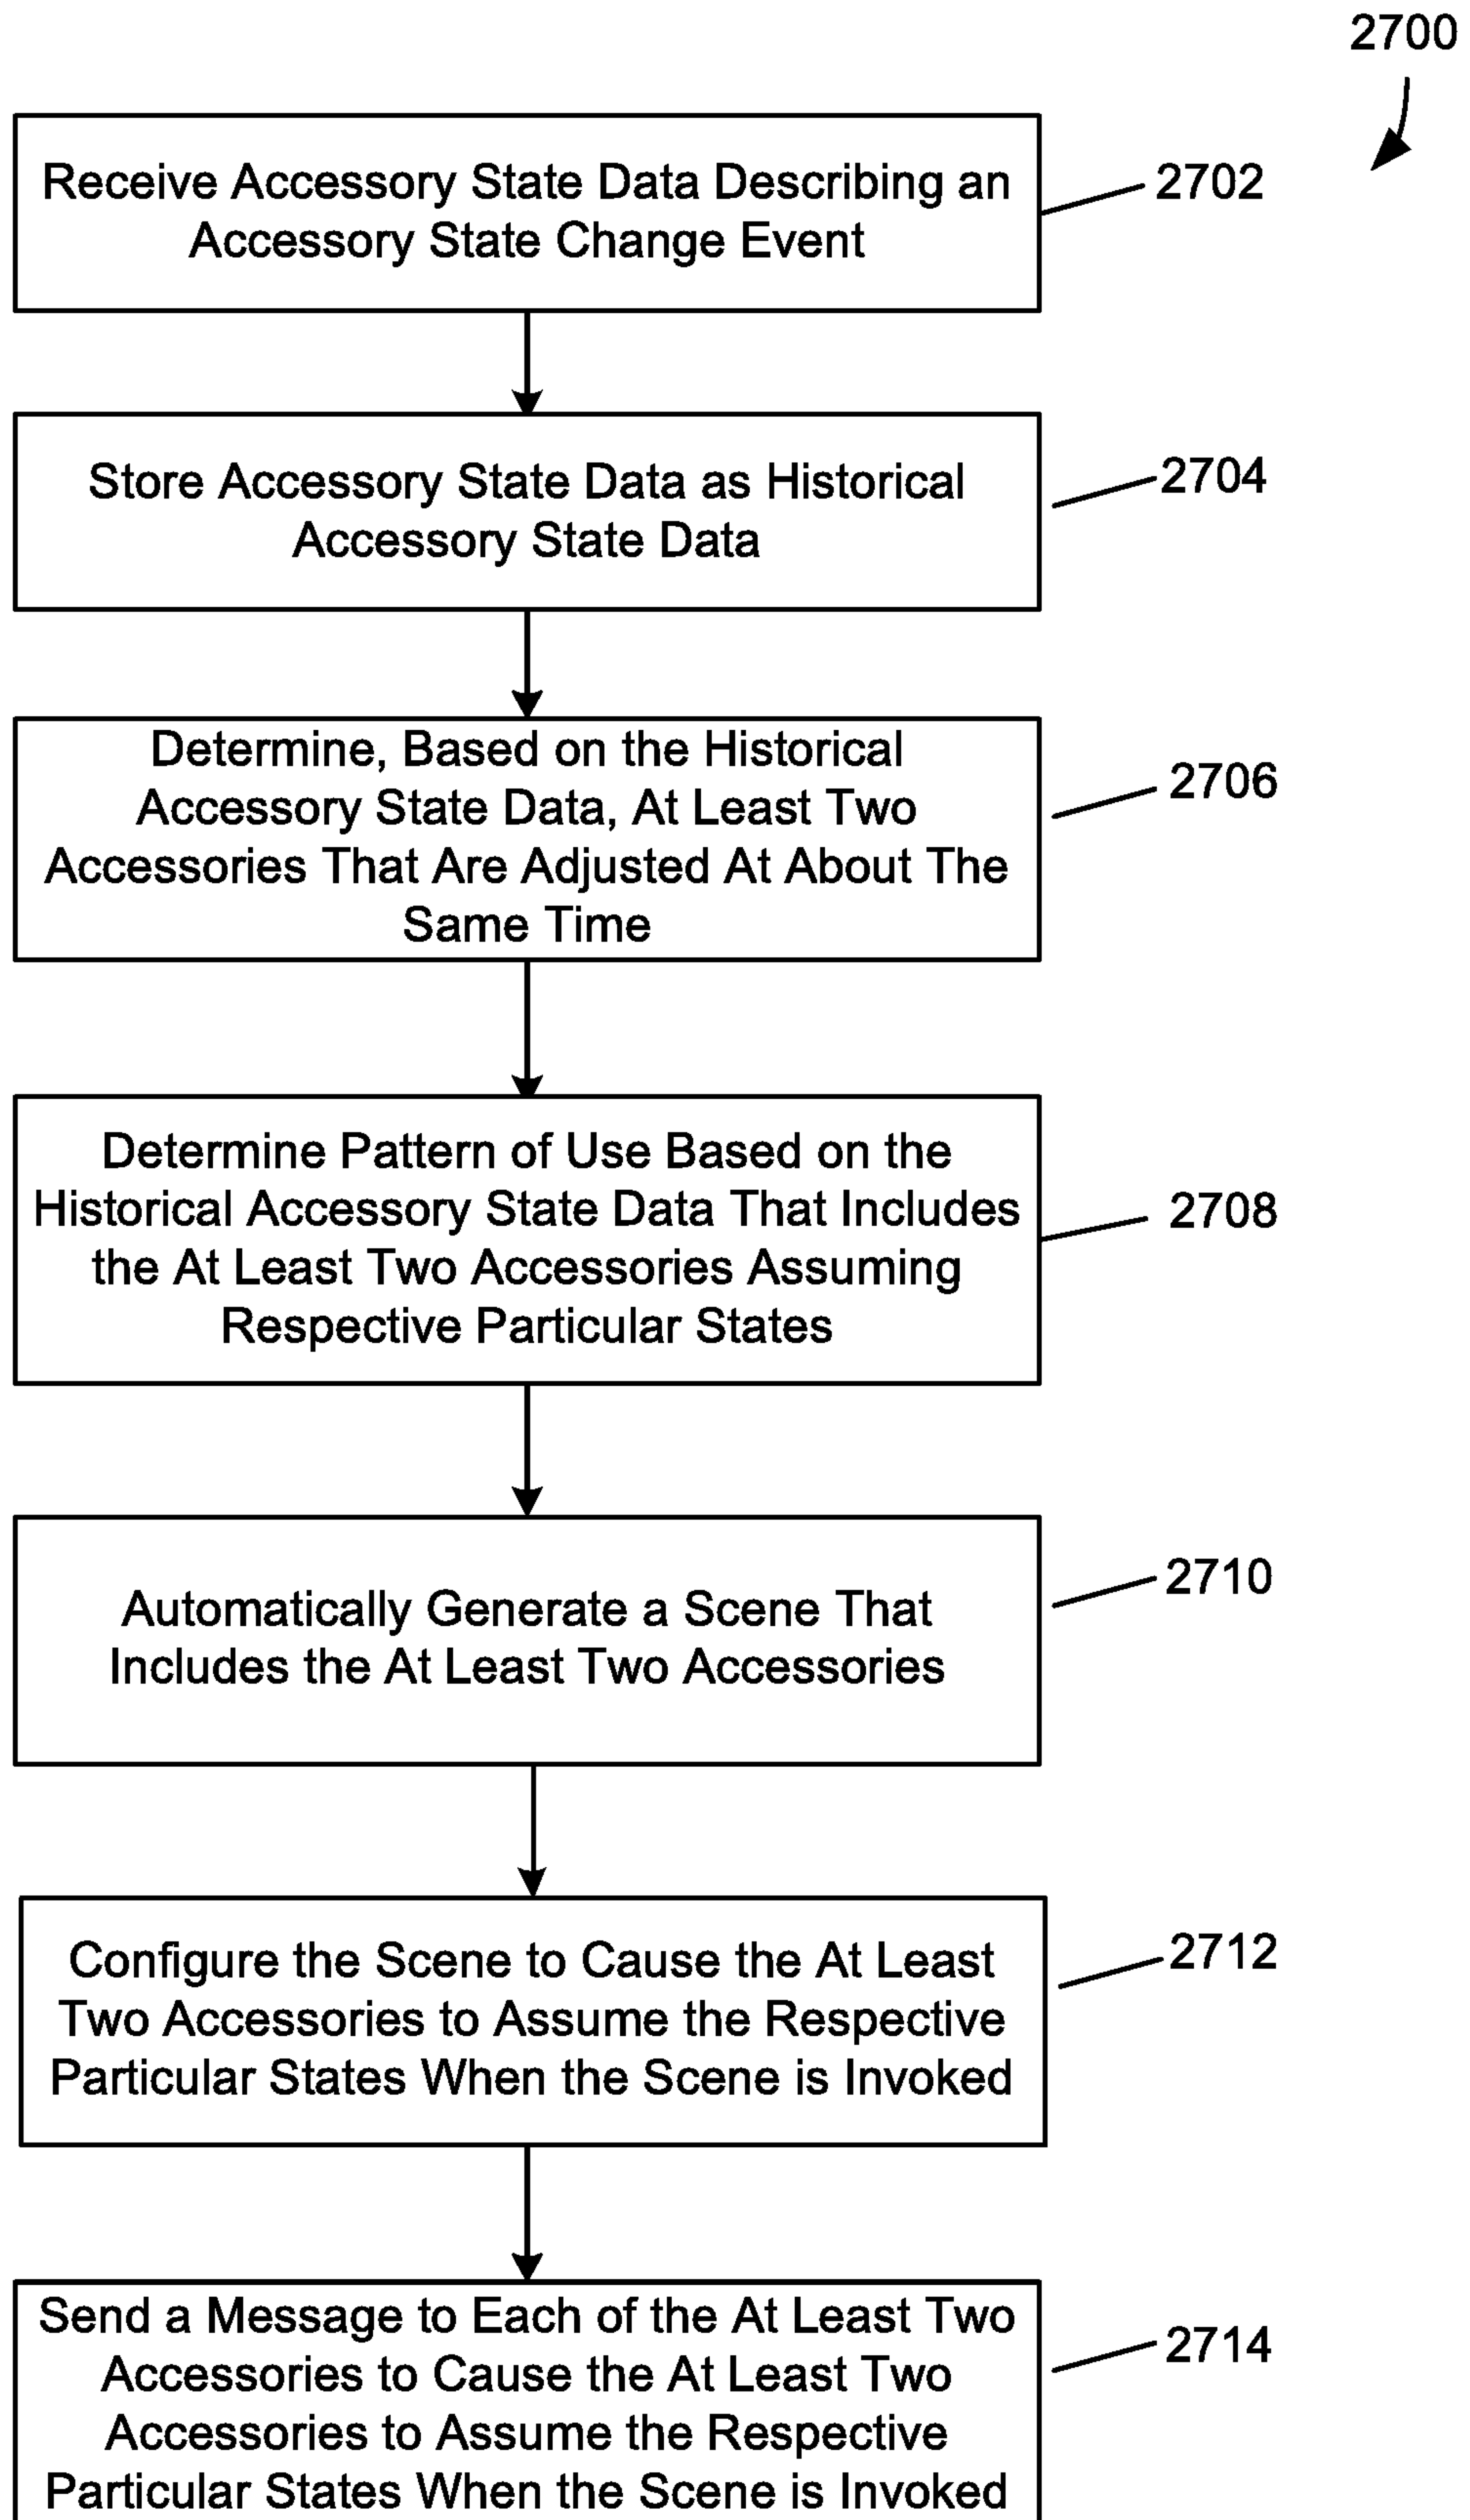 2700
Receive Accessory State Data Describing an
Accessory State Change Event
2702
Store Accessory State Data as Historical
Accessory State Data
2704
Determine, Based on the Historical
Accessory State Data, At Least Two
Accessories That Are Adjusted At About The
Same Time
2706
Determine Pattern of Use Based on the
Historical Accessory State Data That Includes
the At Least Two Accessories Assuming
Respective Particular States
2708
Automatically Generate a Scene That
Includes the At Least Two Accessories
2710
Configure the Scene to Cause the At Least
Two Accessories to Assume the Respective
Particular States When the Scene is Invoked
2712
Send a Message to Each of the At Least Two
Accessories to Cause the At Least Two
Accessories to Assume the Respective
Particular States When the Scene is Invoked
2714